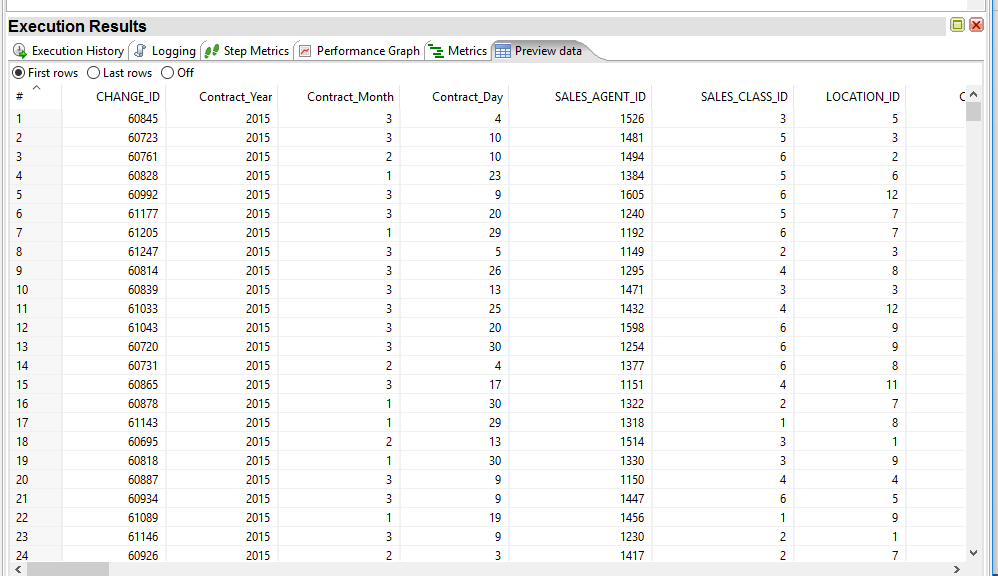 Execution Results
Execution History Logging Step Metrics Performance Graph Metrics Preview data
First rows Last rows Off
# CHANGE_ID Contract_Year Contract_Month Contract_Day SALES_AGENT_ID SALES_CLASS_ID LOCATION_ID C
1 60845 2015 3 4 1526 3 5
2 60723 2015 3 10 1481 5 3
3 60761 2015 2 10 1494 6 2
4 60828 2015 1 23 1384 5 6
5 60992 2015 3 9 1605 6 12
6 61177 2015 3 20 1240 5 7
7 61205 2015 1 29 1192 6 7
8 61247 2015 3 5 1149 2 3
9 60814 2015 3 26 1295 4 8
10 60839 2015 3 13 1471 3 3
11 61033 2015 3 25 1432 4 12
12 61043 2015 3 20 1598 6 9
13 60720 2015 3 30 1254 6 9
14 60731 2015 2 4 1377 6 8
15 60865 2015 3 17 1151 4 11
16 60878 2015 1 30 1322 2 7
17 61143 2015 1 29 1318 1 8
18 60695 2015 2 13 1514 3 1
19 60818 2015 1 30 1330 3 9
20 60887 2015 3 9 1150 4 4
21 60934 2015 3 9 1447 6 5
22 61089 2015 1 19 1456 1 9
23 61146 2015 3 9 1230 2 1
24 60926 2015 2 3 1417 2 7